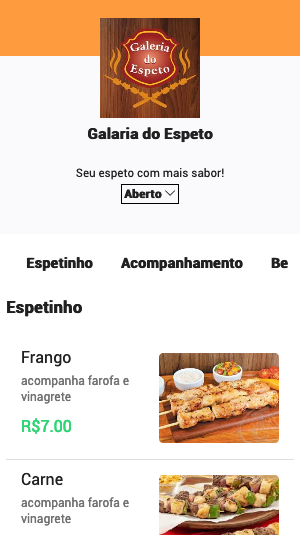 Galeria
do
Espeto
Galaria do Espeto
Seu espeto com mais sabor!
Aberto
Espetinho Acompanhamento Be
Espetinho
Frango
acompanha farofa e
vinagrete
R$7.00
Carne
acompanha farofa e
vinagrete